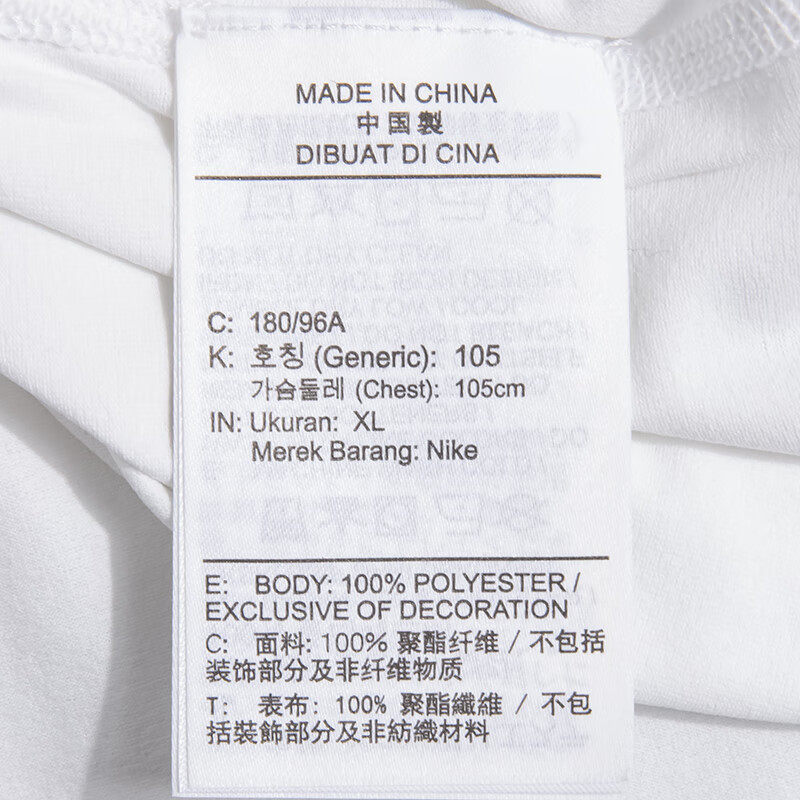 MADE IN CHINA
中国製
DIBUAT DI CINA
C: 180/96A
K: 호칭 (Generic): 105
가슴둘레 (Chest): 105cm
IN: Ukuran: XL
Merek Barang: Nike
E: BODY: 100% POLYESTER /
EXCLUSIVE OF DECORATION
C: 面料: 100% 聚酯纤维 / 不包括
装饰部分及非纤维物质
T: 表布: 100% 聚酯纖維 / 不包
括裝飾部分及非紡織材料